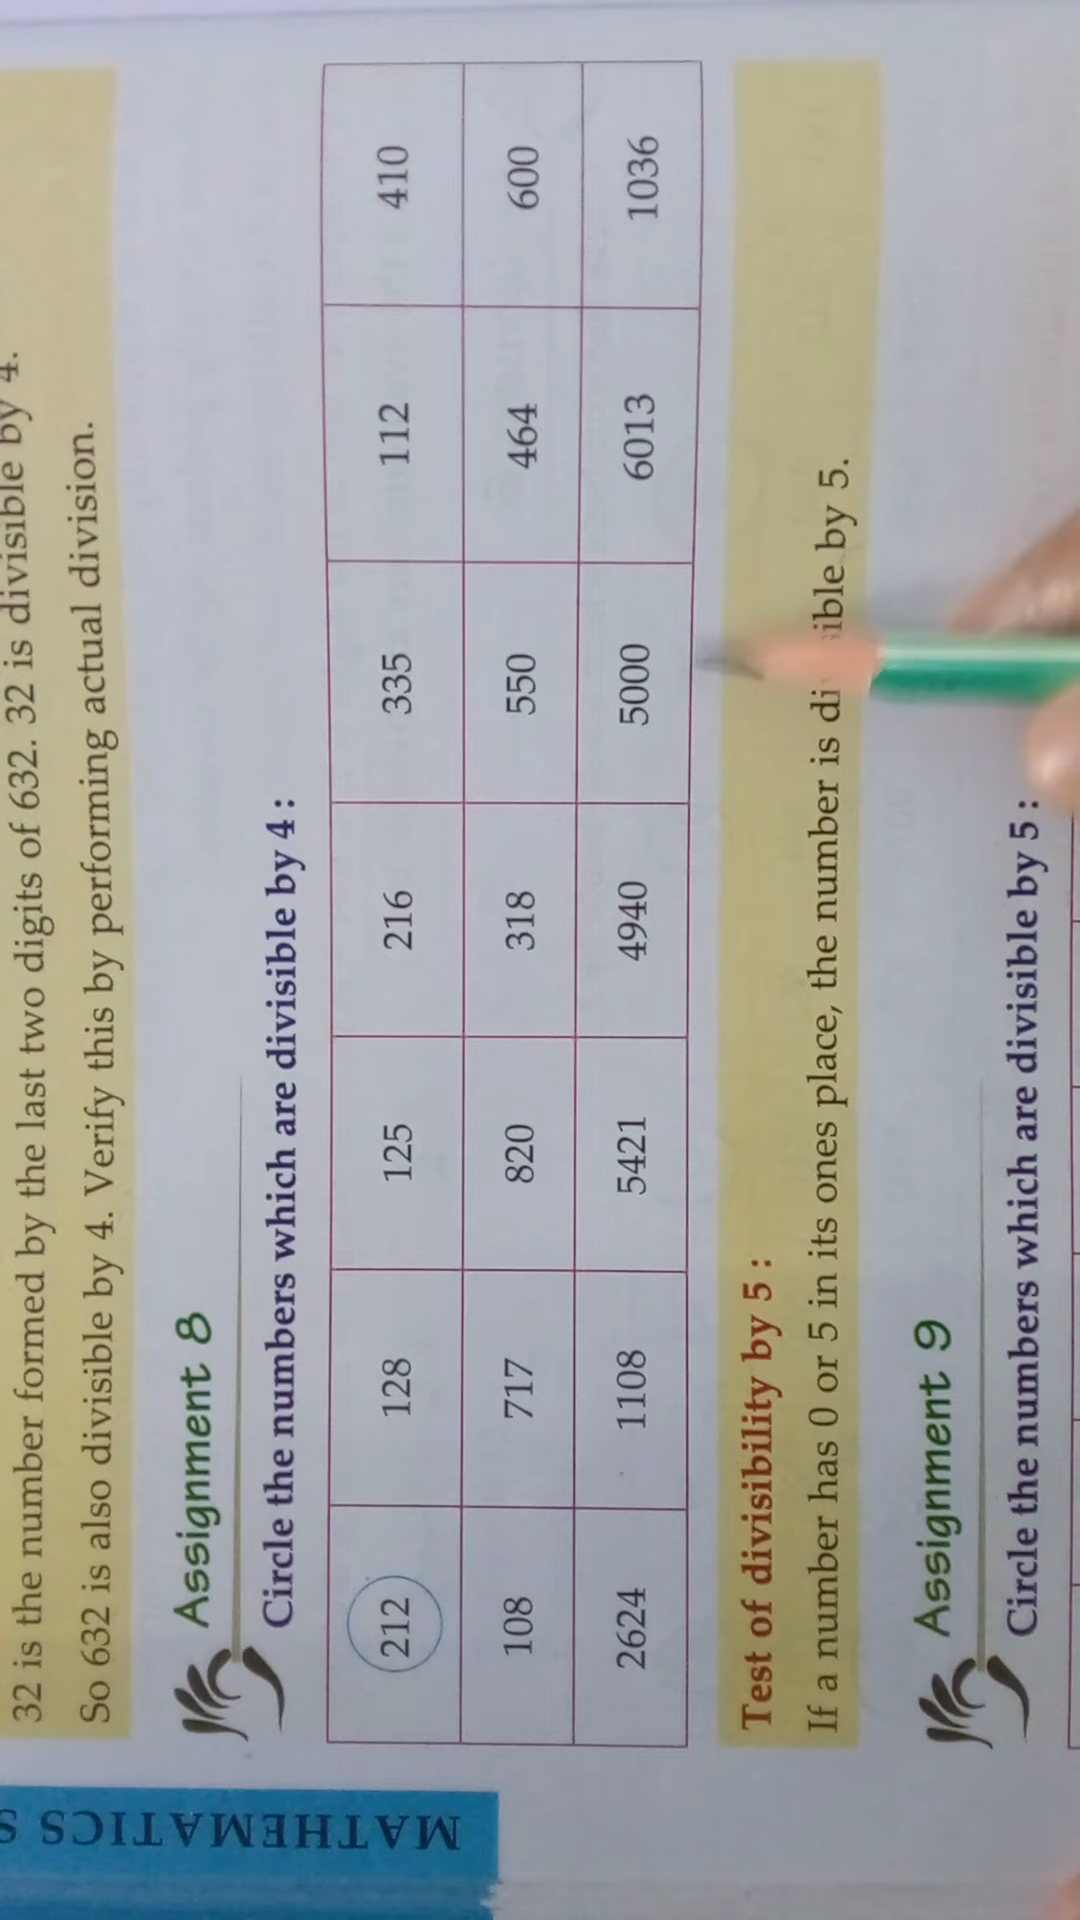 32 is the number formed by the last two digits of 632. 32 is divisible by 4.
So 632 is also divisible by 4. Verify this by performing actual division.
Assignment 8
Circle the numbers which are divisible by 4 :
212 128 125 216 335 112 410
108 717 820 318 550 464 600
2624 1108 5421 4940 5000 6013 1036
Test of divisibility by 5 :
If a number has 0 or 5 in its ones place, the number is by 5.
Assignment 9
Circle the numbers which are divisible by 5 :
MATHEMATICS